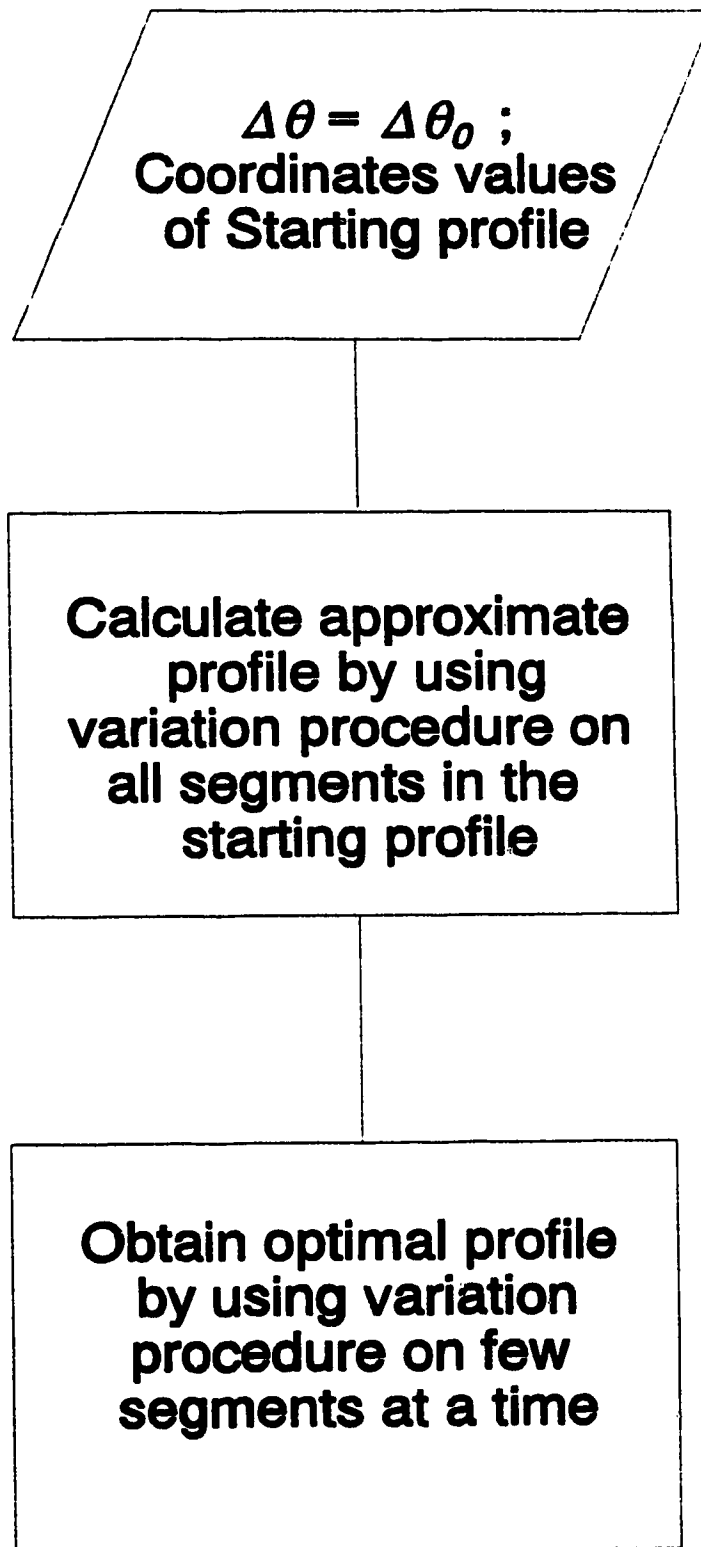 Δθ = Δθ₀ ;
Coordinates values
of Starting profile
Calculate approximate
profile by using
variation procedure on
all segments in the
starting profile
Obtain optimal profile
by using variation
procedure on few
segments at a time